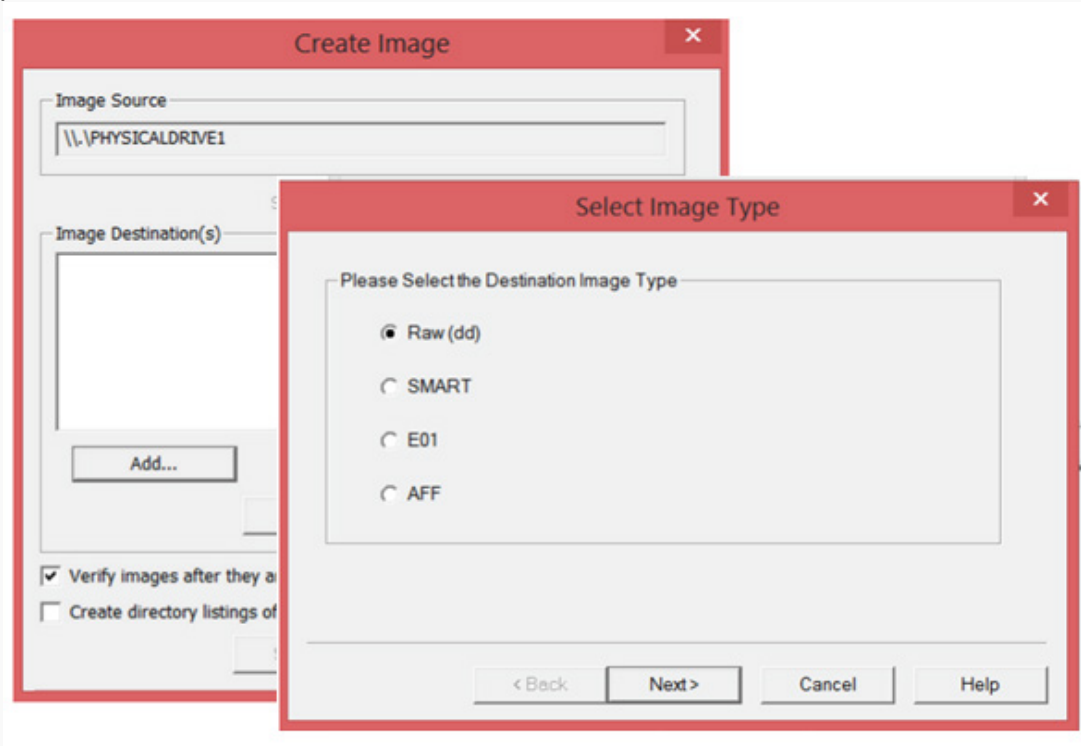 Create Image
Image Source
\\.\PHYSICALDRIVE1
Image Destination(s)
Add...
Verify images after they
Create directory listings of
Select Image Type
Please Select the Destination Image Type
Raw (dd)
SMART
E01
AFF
< Back
Next >
Cancel
Help